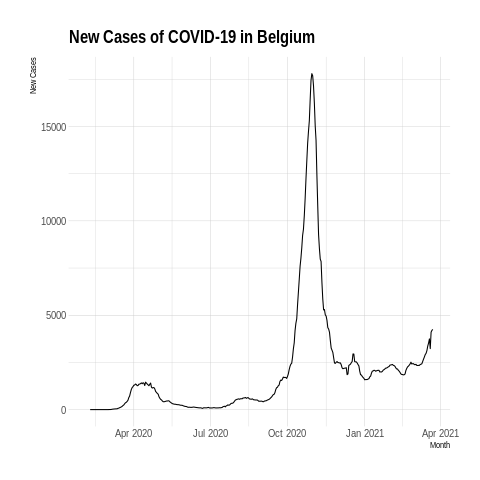 New Cases of COVID-19 in Belgium
New Cases
15000
10000
5000
0
Apr 2020 Jul 2020 Oct 2020 Jan 2021 Apr 2021
Month